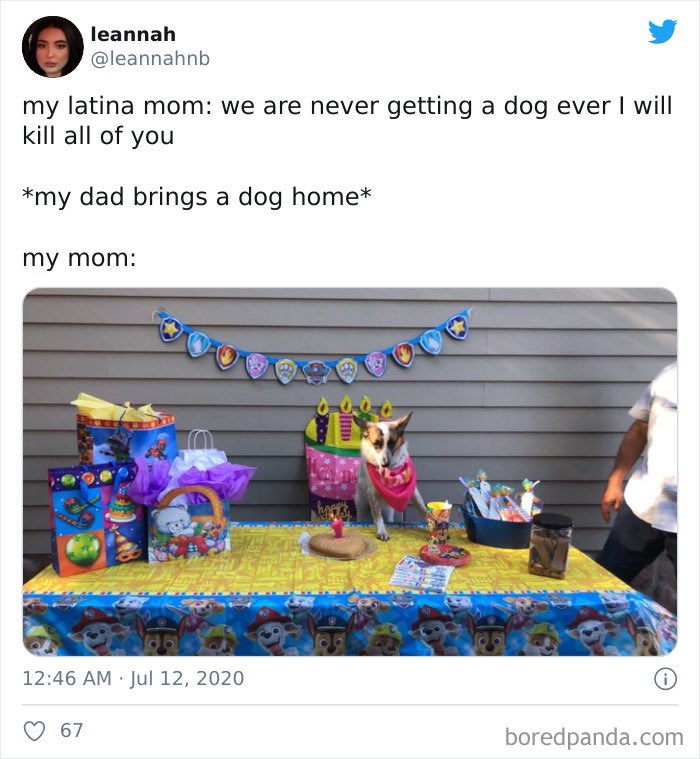 leannah
@leannahnb
my latina mom: we are never getting a dog ever I will
kill all of you
*my dad brings a dog home*
my mom:
12:46 AM · Jul 12, 2020
67
boredpanda.com